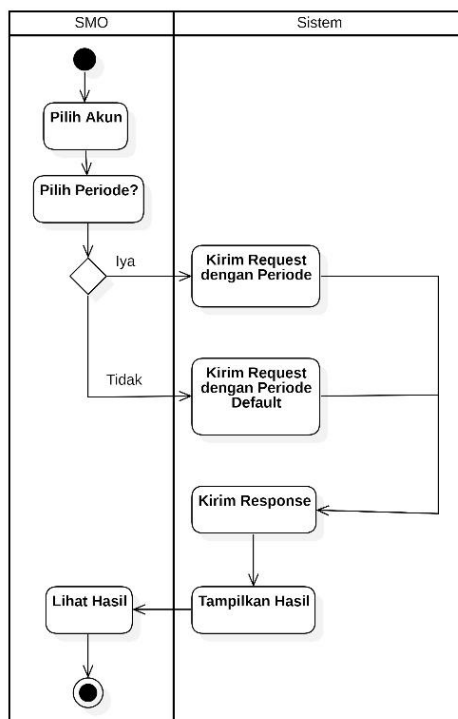 SMO
Sistem
Pilih Akun
Pilih Periode?
Iya
Kirim Request
dengan Periode
Tidak
Kirim Request
dengan Periode
Default
Kirim Response
Lihat Hasil
Tampilkan Hasil